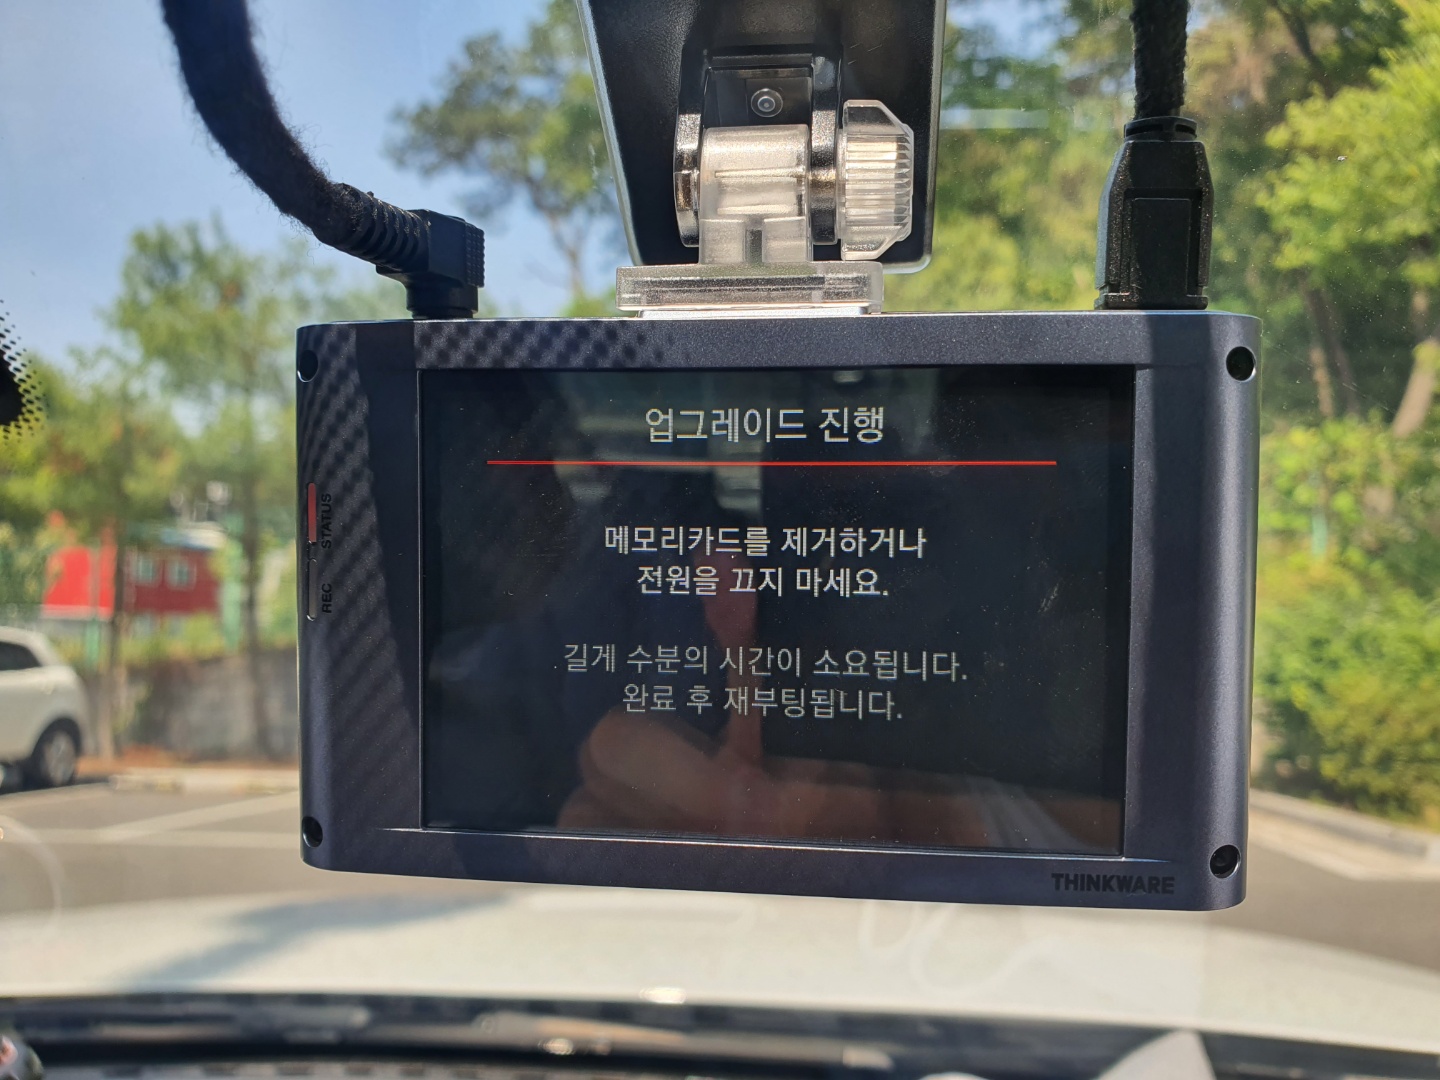 업그레이드 진행
메모리카드를 제거하거나
전원을 끄지 마세요.
길게 수분의 시간이 소요됩니다.
완료 후 재부팅됩니다.
STATUS
REC
THINKWARE